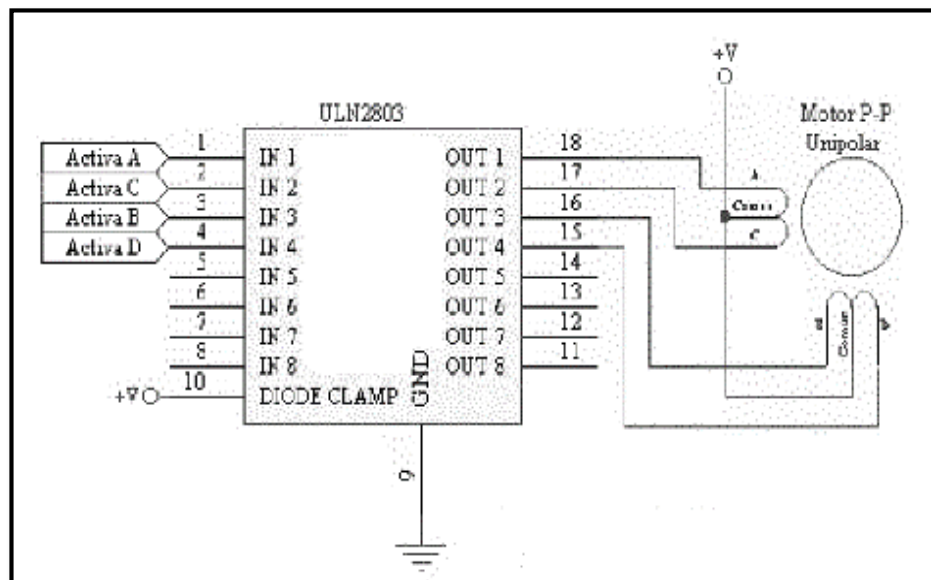 +V
ULN2803
Motor P-P
Unipolar
Activa A
Activa C
Activa B
Activa D
1
2
3
4
5
6
7
8
10
IN 1
IN 2
IN 3
IN 4
IN 5
IN 6
IN 7
IN 8
DIODE CLAMP
GND
OUT 1
OUT 2
OUT 3
OUT 4
OUT 5
OUT 6
OUT 7
OUT 8
18
17
16
15
14
13
12
11
A
Comun
C
B
Comun
D
+V
9